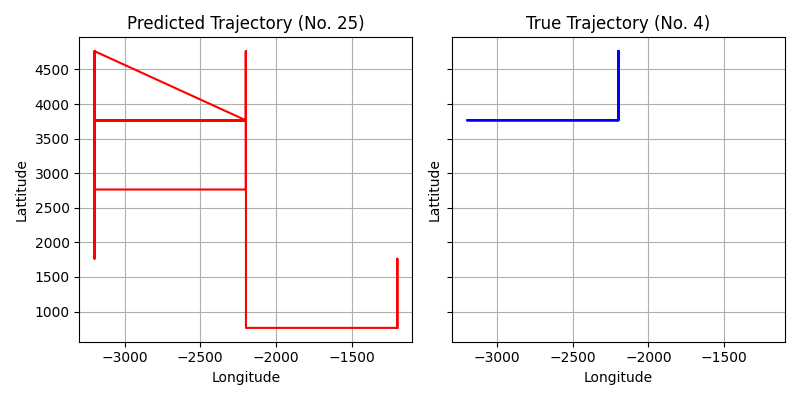 Predicted Trajectory (No. 25)
4500
4000
3500
3000
2500
2000
1500
1000
Lattitude
−3000 −2500 −2000 −1500
Longitude
True Trajectory (No. 4)
Lattitude
−3000 −2500 −2000 −1500
Longitude